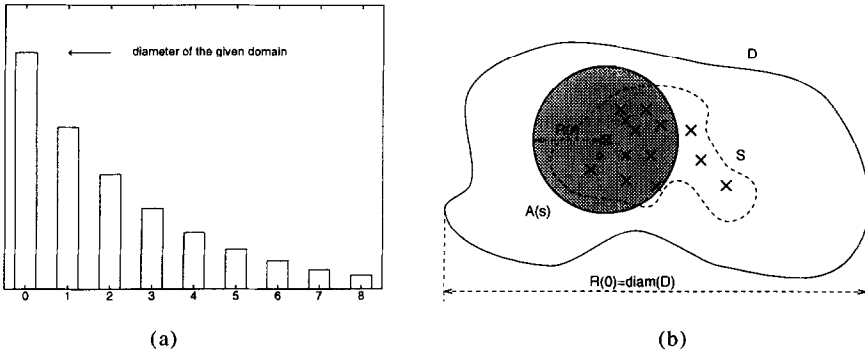 diameter of the given domain
0 1 2 3 4 5 6 7 8
(a)
D
S
A(s)
R(0)=diam(D)
(b)